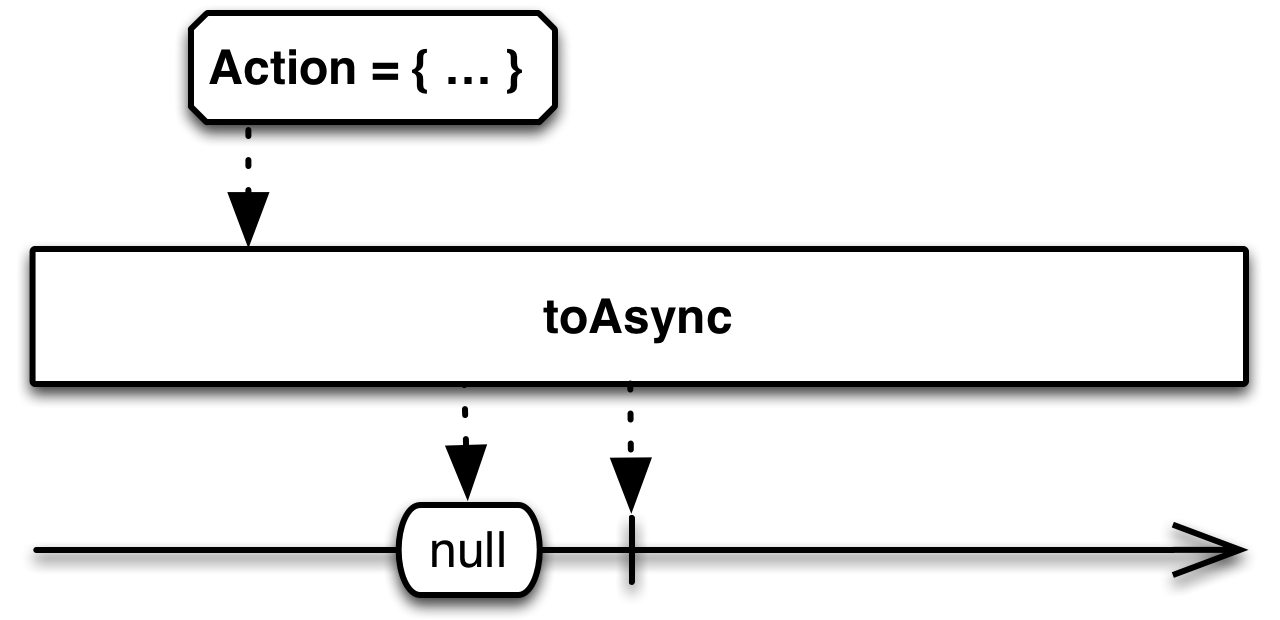 Action = { ... }
toAsync
null